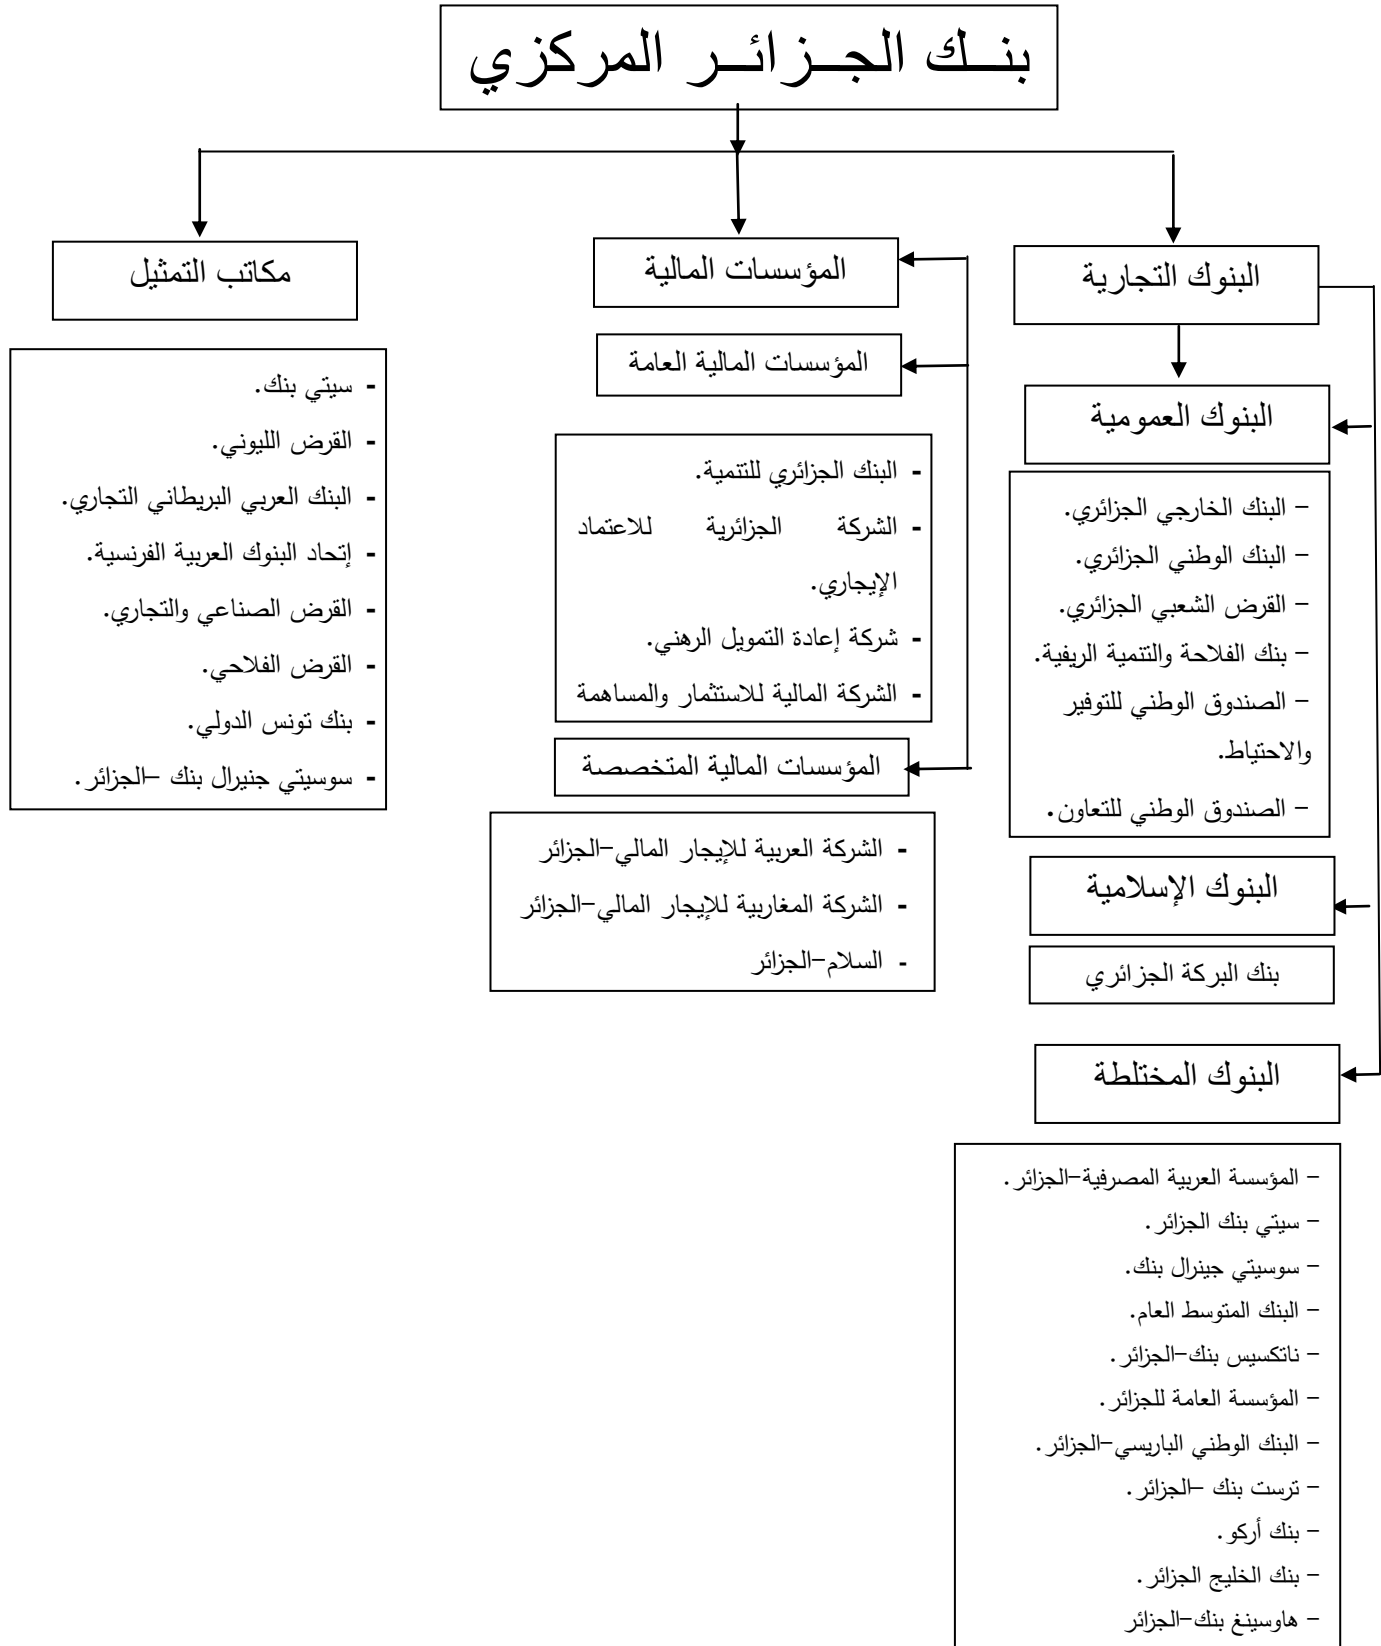 بنك الجزائر المركزي
البنوك التجارية
البنوك العمومية
– البنك الخارجي الجزائري.
– البنك الوطني الجزائري.
– القرض الشعبي الجزائري.
– بنك الفلاحة والتنمية الريفية.
– الصندوق الوطني للتوفير
والاحتياط.
– الصندوق الوطني للتعاون.
البنوك الإسلامية
بنك البركة الجزائري
البنوك المختلطة
– المؤسسة العربية المصرفية–الجزائر.
– سيتي بنك الجزائر.
– سوسيتي جينرال بنك.
– البنك المتوسط العام.
– ناتكسيس بنك–الجزائر.
– المؤسسة العامة للجزائر.
– البنك الوطني الباريسي–الجزائر.
– ترست بنك –الجزائر.
– بنك أركو.
– بنك الخليج الجزائر.
– هاوسينغ بنك–الجزائر
المؤسسات المالية
المؤسسات المالية العامة
- البنك الجزائري للتنمية.
- الشركة الجزائرية للاعتماد
الإيجاري.
- شركة إعادة التمويل الرهني.
- الشركة المالية للاستثمار والمساهمة
المؤسسات المالية المتخصصة
- الشركة العربية للإيجار المالي–الجزائر
- الشركة المغاربية للإيجار المالي–الجزائر
- السلام–الجزائر
مكاتب التمثيل
- سيتي بنك.
- القرض الليوني.
- البنك العربي البريطاني التجاري.
- إتحاد البنوك العربية الفرنسية.
- القرض الصناعي والتجاري.
- القرض الفلاحي.
- بنك تونس الدولي.
- سوسيتي جنيرال بنك –الجزائر.